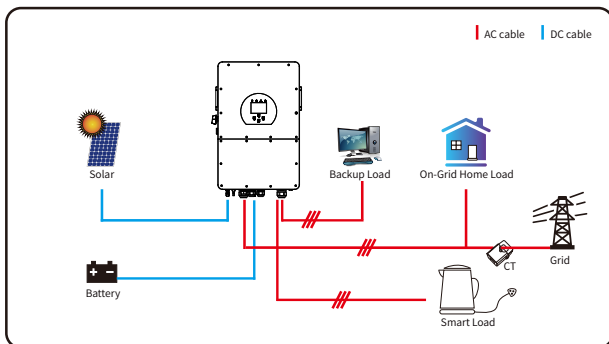 AC cable
DC cable
Solar
Backup Load
On-Grid Home Load
CT
Grid
Battery
Smart Load